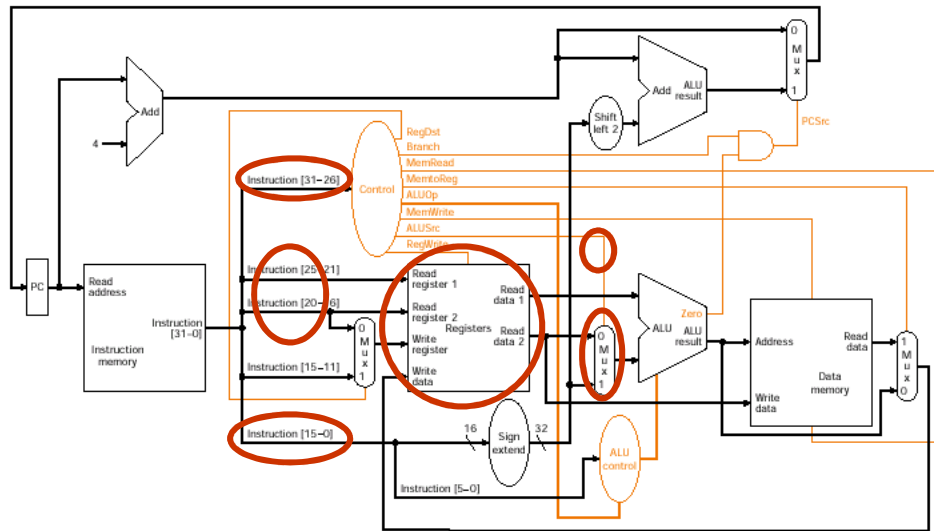 0
M
u
x
1
Add
ALU
result
Add
4
Shift
left 2
PCSrc
RegDst
Branch
MemRead
MemtoReg
ALUOp
MemWrite
ALUSrc
RegWrite
Control
Instruction [31–26]
Instruction [25–21]
Instruction [20–16]
Instruction [15–11]
Instruction [15–0]
Instruction [5–0]
PC
Read
address
Instruction
[31–0]
Instruction
memory
0
M
u
x
1
Read
register 1
Read
register 2
Write
register
Write
data
Registers
Read
data 1
Read
data 2
0
M
u
x
1
Zero
ALU
ALU
result
Address
Write
data
Read
data
Data
memory
1
M
u
x
0
16
Sign
extend
32
ALU
control